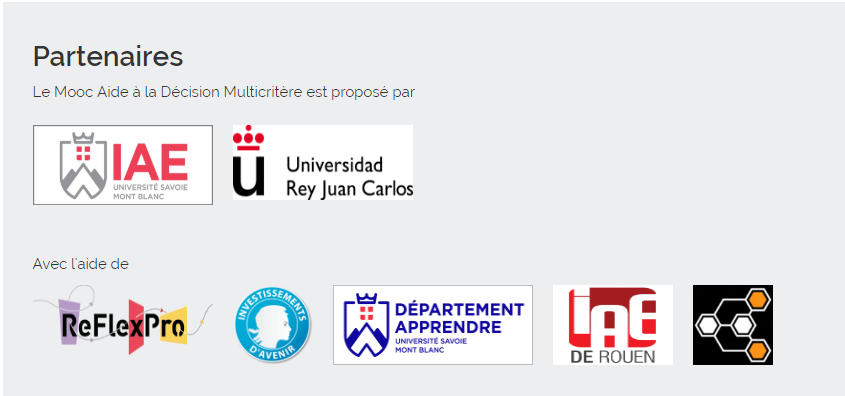 Partenaires
Le Mooc Aide à la Décision Multicritère est proposé par
IAE
UNIVERSITÉ SAVOIE
MONT BLANC
u Universidad
Rey Juan Carlos
Avec l'aide de
ReFlexPro
INVESTISSEMENTS
D'AVENIR
DÉPARTEMENT
APPRENDRE
UNIVERSITÉ SAVOIE
MONT BLANC
IAE
DE ROUEN